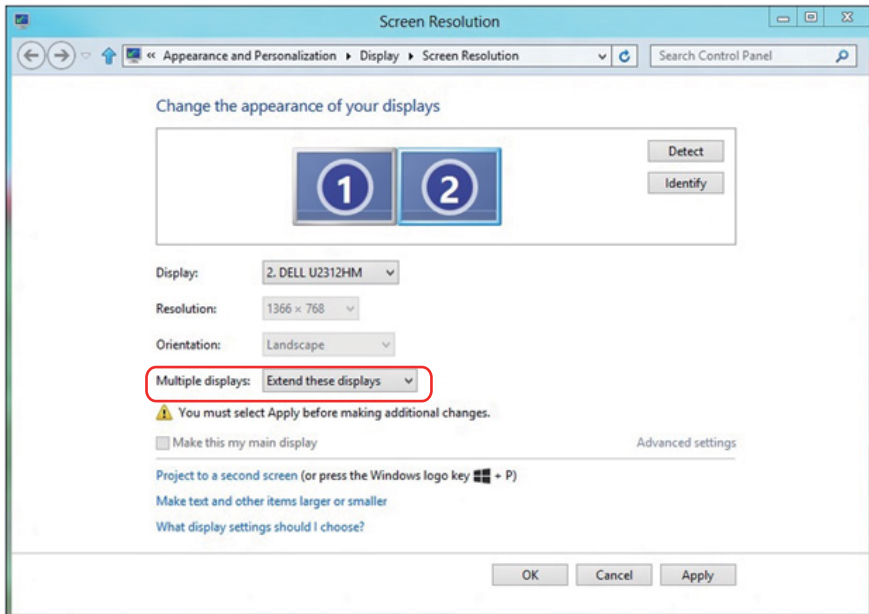 Screen Resolution
« Appearance and Personalization Display Screen Resolution Search Control Panel
Change the appearance of your displays
1 2
Detect
Identify
Display: 2. DELL U2312HM
Resolution: 1366 × 768
Orientation: Landscape
Multiple displays: Extend these displays
You must select Apply before making additional changes.
Make this my main display Advanced settings
Project to a second screen (or press the Windows logo key + P)
Make text and other items larger or smaller
What display settings should I choose?
OK Cancel Apply